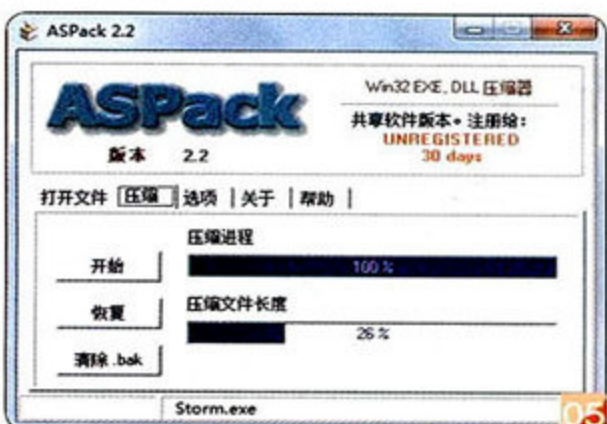 ASPack 2.2
ASPack
版本 2.2
Win32 EXE, DLL 压缩器
共享软件版本。注册给:
UNREGISTERED
30 days
打开文件 压缩 选项 关于 帮助
压缩进程
开始
100 %
恢复
压缩文件长度
26 %
清除 .bak
Storm.exe
05